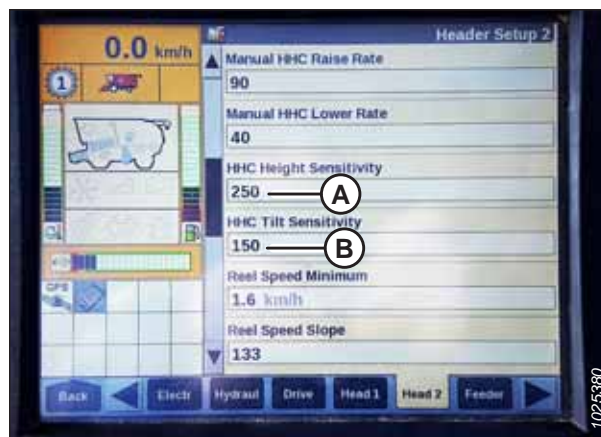 Header Setup 2
0.0 km/h
1
Manual HHC Raise Rate
90
Manual HHC Lower Rate
40
HHC Height Sensitivity
250
A
HHC Tilt Sensitivity
150
B
Reel Speed Minimum
1.6 km/h
Reel Speed Slope
133
GPS
Back
Electr
Hydraul
Drive
Head 1
Head 2
Feeder
1025380